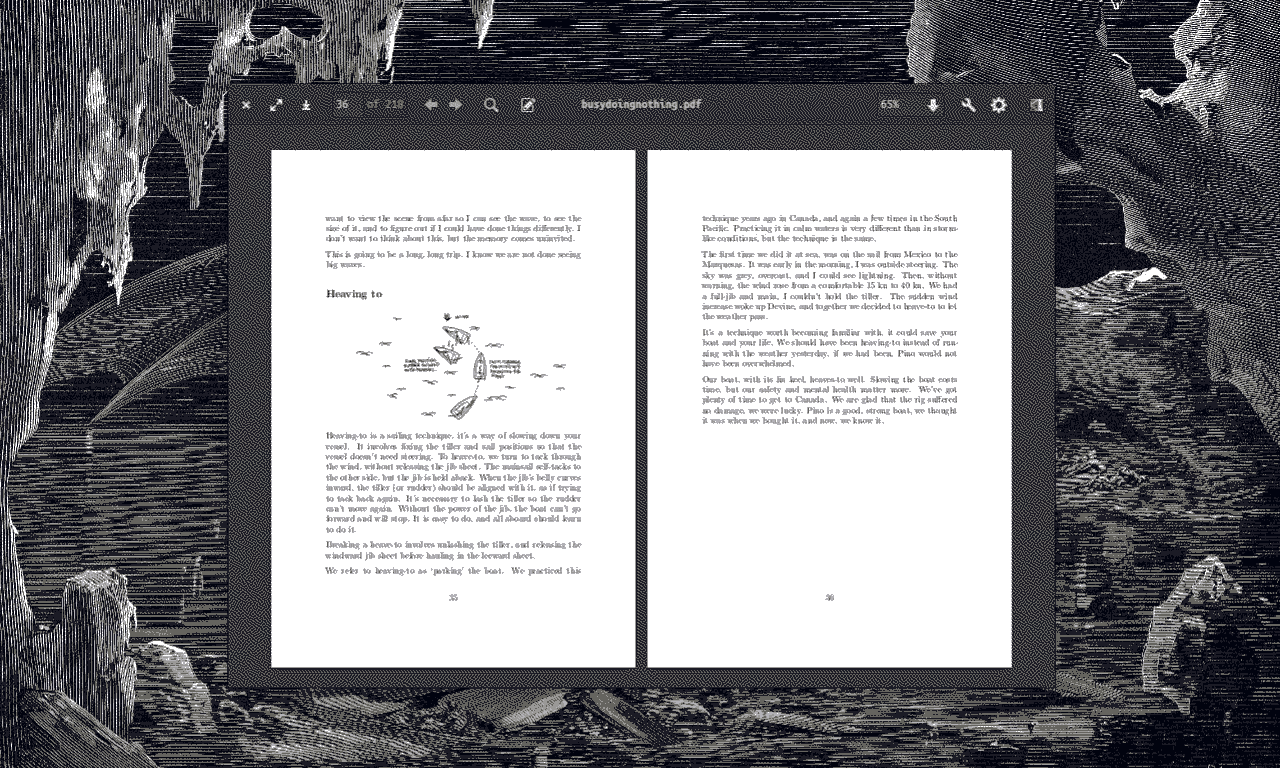 36 of 218
busydoingnothing.pdf
65%
want to view the scene from afar so I can see the wave, to see the
size of it, and to figure out if I could have done things differently. I
don't want to think about this, but the memory comes uninvited.
This is going to be a long, long trip. I know we are not done seeing
big waves.
Heaving to
Heaving-to is a sailing technique, it's a way of slowing down your
vessel. It involves fixing the tiller and sail positions so that the
vessel doesn't need steering. To heave-to, we turn to tack through
the wind, without releasing the jib sheet. The mainsail self-tacks to
the other side, but the jib is held aback. When the jib's belly curves
inward, the tiller (or rudder) should be aligned with it, as if trying
to tack back again. It's necessary to lash the tiller so the rudder
can't move again. Without the power of the jib, the boat can't go
forward and will stop. It is easy to do, and all aboard should learn
to do it.
Breaking a heave-to involves unlashing the tiller, and releasing the
windward jib sheet before hauling in the leeward sheet.
We refer to heaving-to as 'parking' the boat. We practiced this
35
technique years ago in Canada, and again a few times in the South
Pacific. Practicing it in calm waters is very different than in storm-
like conditions, but the technique is the same.
The first time we did it at sea, was on the sail from Mexico to the
Marquesas. It was early in the morning, I was outside steering. The
sky was grey, overcast, and I could see lightning. Then, without
warning, the wind rose from a comfortable 15 kn to 40 kn. We had
a full-jib and main, I couldn't hold the tiller. The sudden wind
increase woke up Devine, and together we decided to heave-to to let
the weather pass.
It's a technique worth becoming familiar with, it could save your
boat and your life. We should have been heaving-to instead of run-
ning with the weather yesterday, if we had been, Pino would not
have been overwhelmed.
Our boat, with its fin keel, heaves-to well. Slowing the boat costs
time, but our safety and mental health matter more. We've got
plenty of time to get to Canada. We are glad that the rig suffered
no damage, we were lucky. Pino is a good, strong boat, we thought
it was when we bought it, and now, we know it.
36